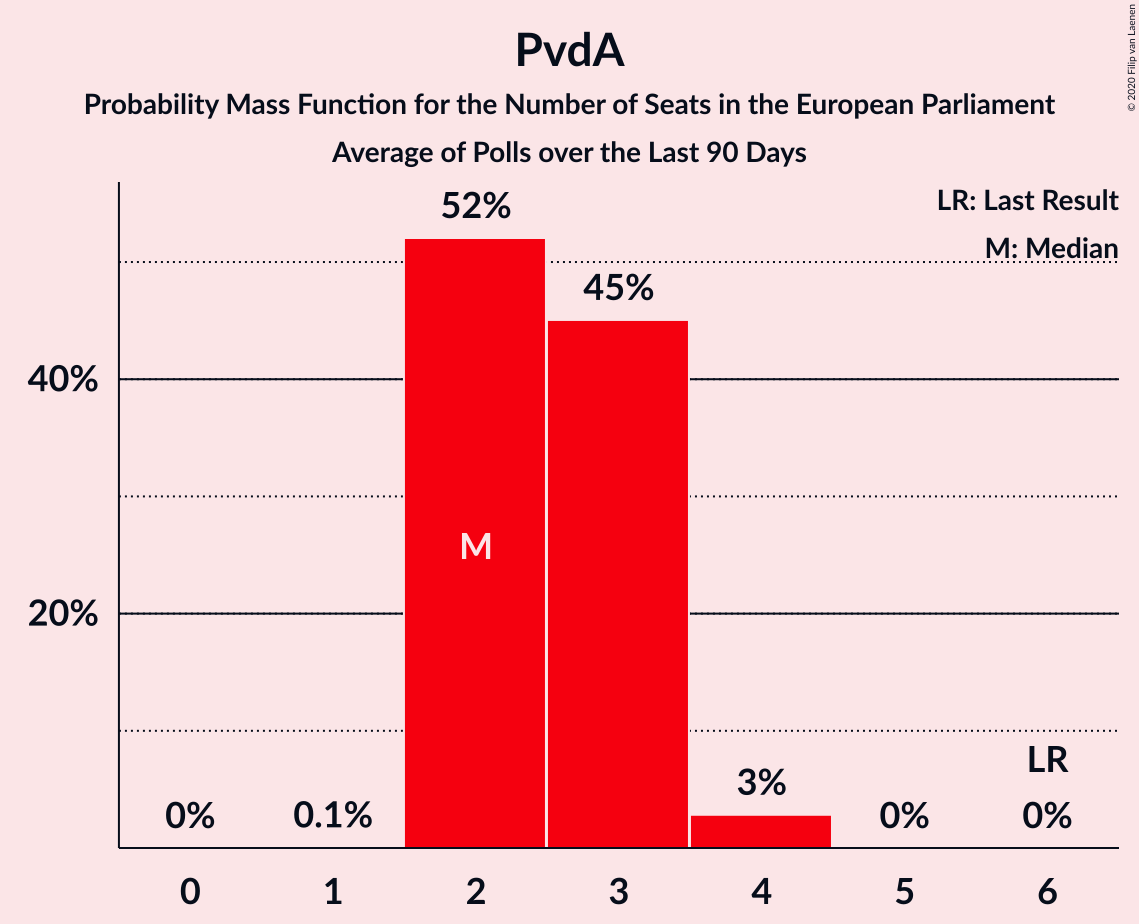 PvdA
Probability Mass Function for the Number of Seats in the European Parliament
Average of Polls over the Last 90 Days
© 2020 Filip van Laenen
LR: Last Result
M: Median
52%
45%
40%
M
20%
LR
3%
0%
0.1%
0%
0%
0
1
2
3
4
5
6